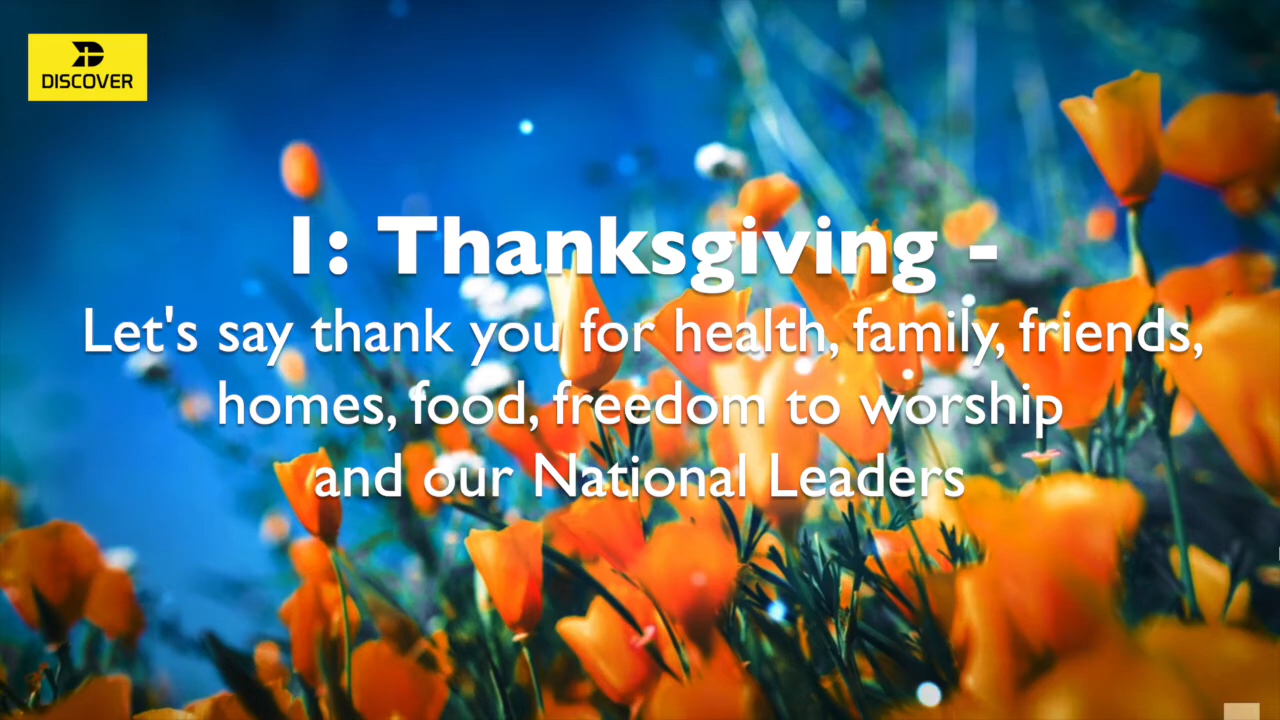 DISCOVER
1: Thanksgiving -
Let's say thank you for health, family, friends,
homes, food, freedom to worship
and our National Leaders